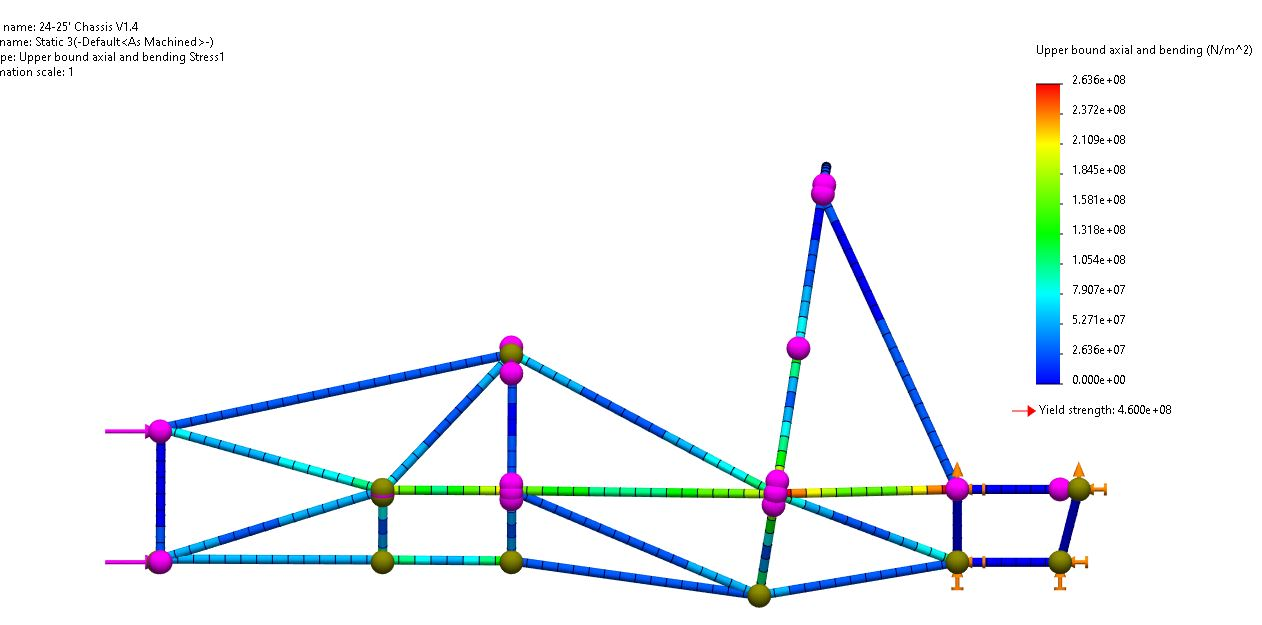 name: 24-25' Chassis V1.4
name: Static 3(-Default<As Machined>-)
pe: Upper bound axial and bending Stress1
mation scale: 1
Upper bound axial and bending (N/m^2)
2.636e+08
2.372e+08
2.109e+08
1.845e+08
1.581e+08
1.318e+08
1.054e+08
7.907e+07
5.271e+07
2.636e+07
0.000e+00
Yield strength: 4.600e+08